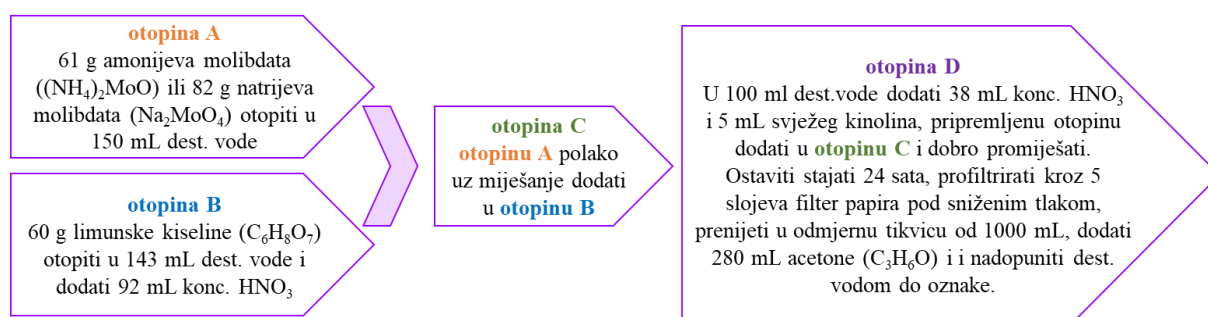 otopina A
61 g amonijeva molibdata
((NH₄)₂MoO) ili 82 g natrijeva
molibdata (Na₂MoO₄) otopiti u
150 mL dest. vode
otopina B
60 g limunske kiseline (C₆H₈O₇)
otopiti u 143 mL dest. vode i
dodati 92 mL konc. HNO₃
otopina C
otopinu A polako
uz miješanje dodati
u otopinu B
otopina D
U 100 ml dest.vode dodati 38 mL konc. HNO₃
i 5 mL svježeg kinolina, pripremljenu otopinu
dodati u otopinu C i dobro promiješati.
Ostaviti stajati 24 sata, profiltrirati kroz 5
slojeva filter papira pod sniženim tlakom,
prenijeti u odmjernu tikvicu od 1000 mL, dodati
280 mL acetone (C₃H₆O) i i nadopuniti dest.
vodom do oznake.